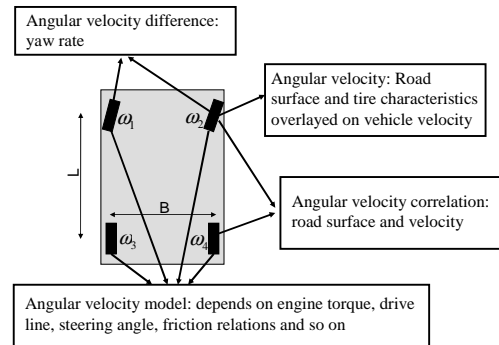 Angular velocity difference:
yaw rate
Angular velocity: Road
surface and tire characteristics
overlayed on vehicle velocity
ω1
ω2
L
B
Angular velocity correlation:
road surface and velocity
ω3
ω4
Angular velocity model: depends on engine torque, drive
line, steering angle, friction relations and so on